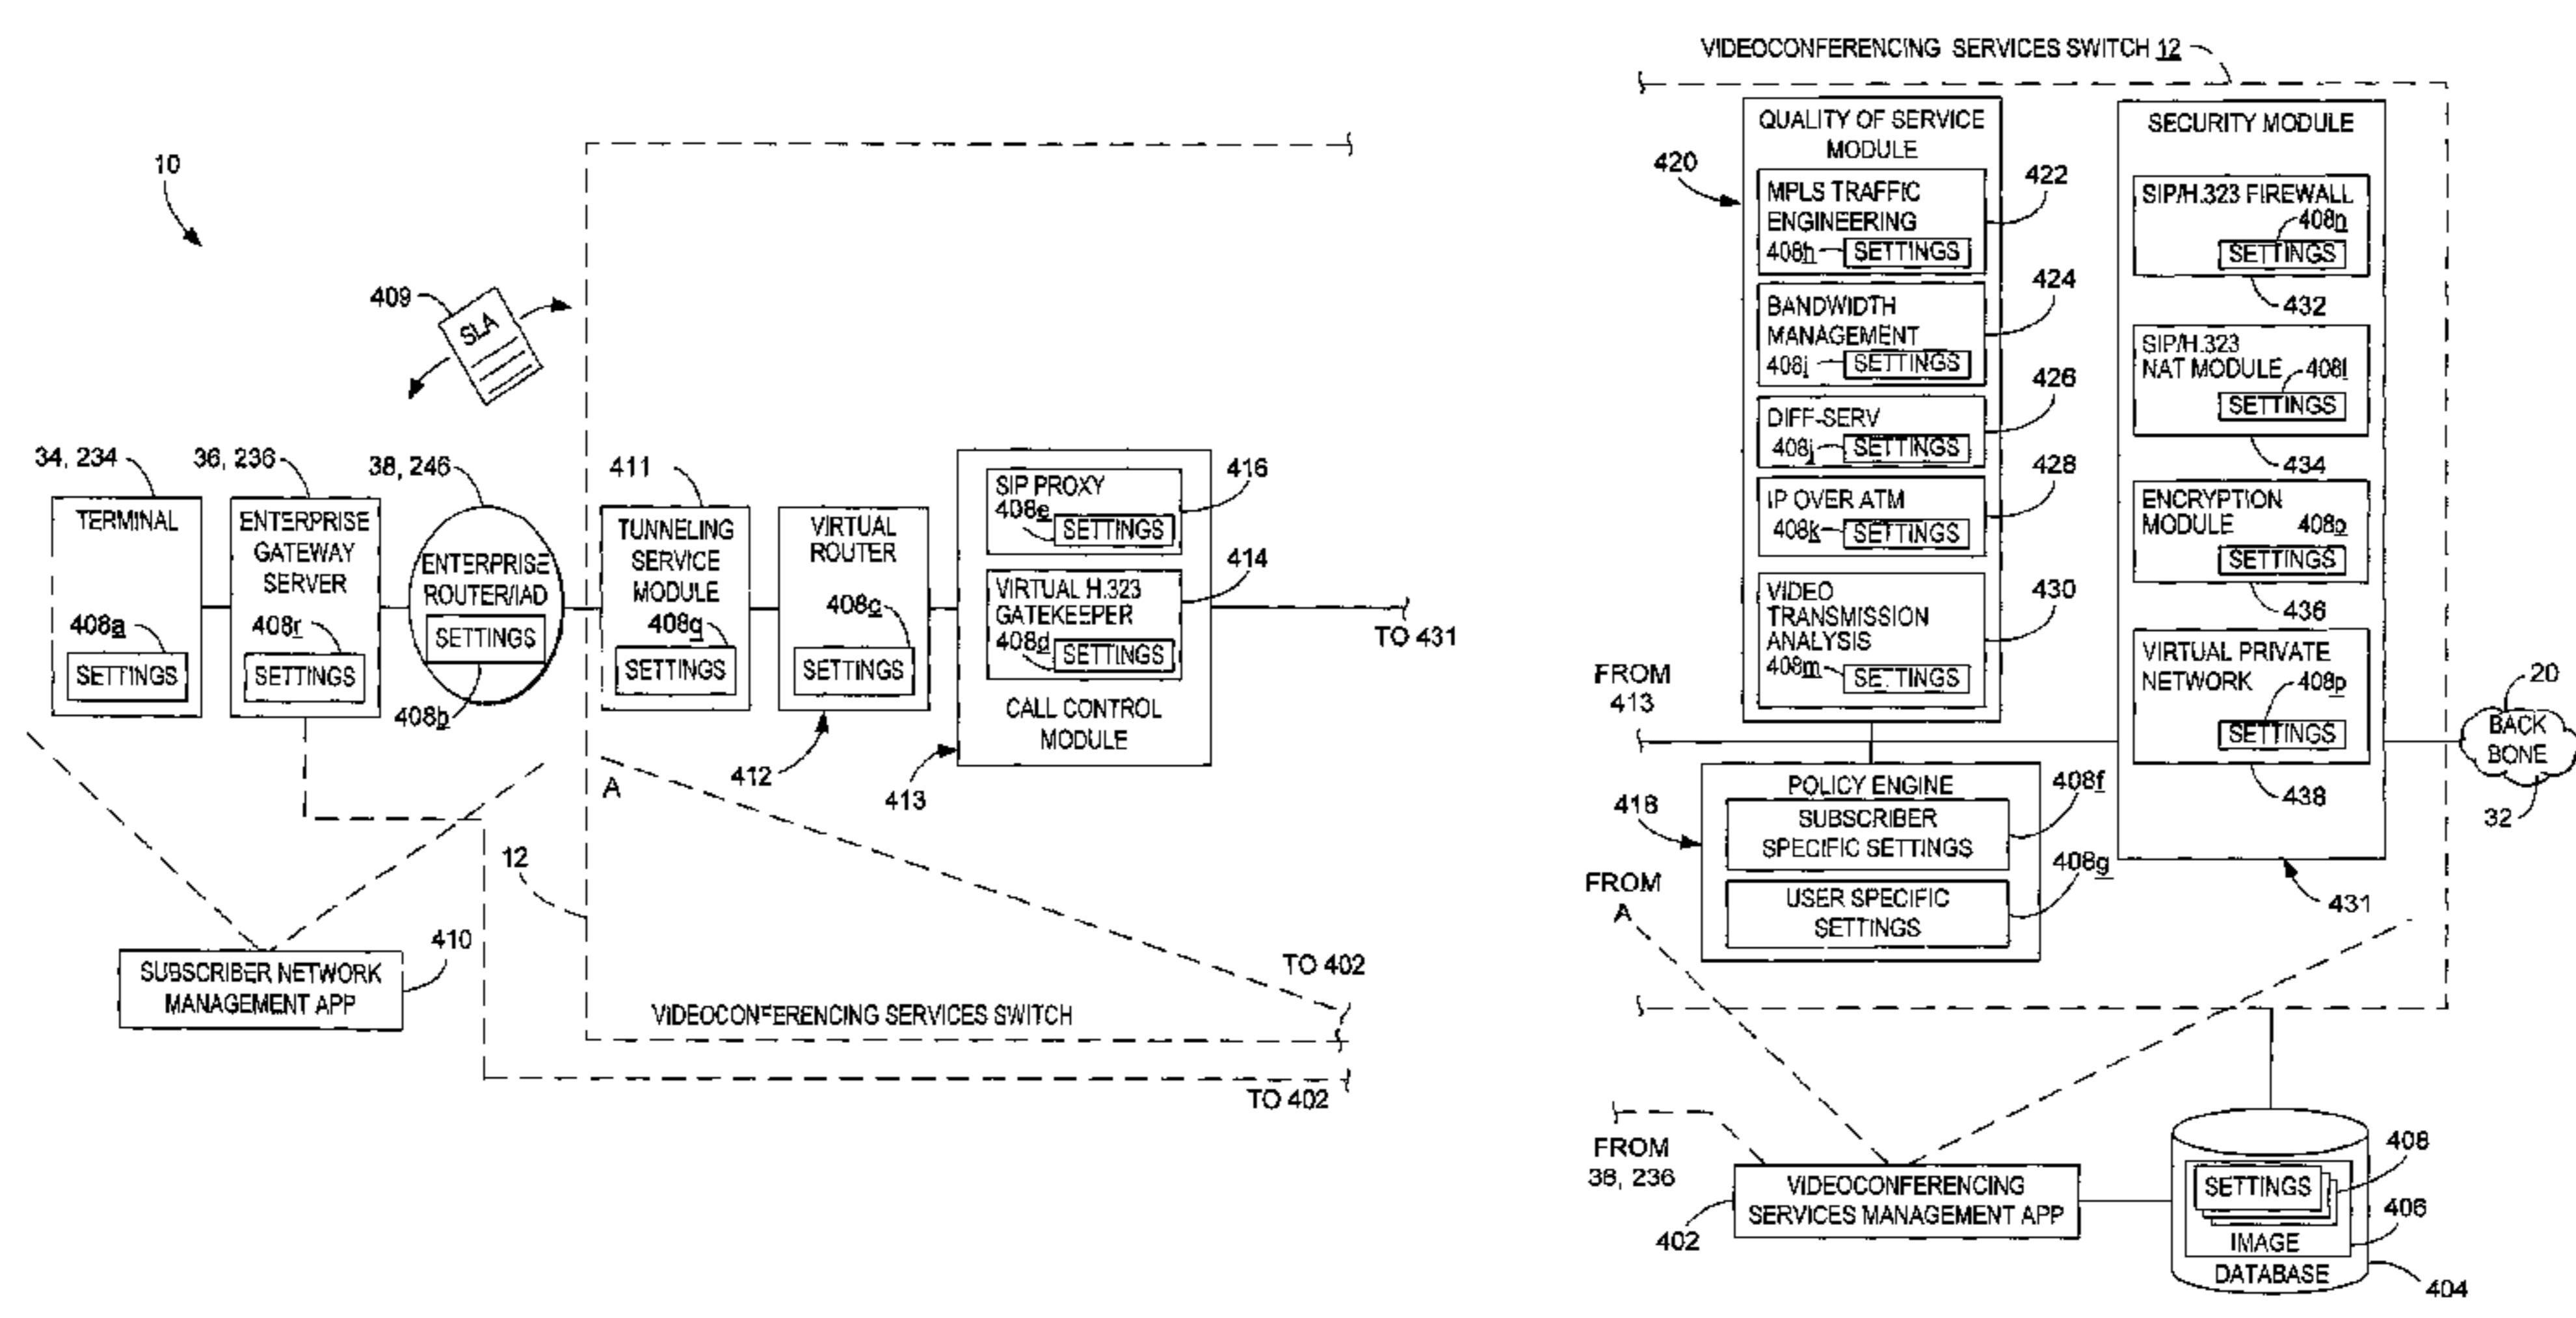 10
409
SLA
34, 234
TERMINAL
408a
SETTINGS
36, 236
ENTERPRISE
GATEWAY
SERVER
408r
SETTINGS
38, 246
ENTERPRISE
ROUTER/IAD
SETTINGS
408b
411
TUNNELING
SERVICE
MODULE
408q
SETTINGS
VIRTUAL
ROUTER
408c
SETTINGS
412
SIP PROXY
408e
SETTINGS
416
VIRTUAL H.323
GATEKEEPER
408d
SETTINGS
414
CALL CONTROL
MODULE
413
TO 431
A
12
410
SUBSCRIBER NETWORK
MANAGEMENT APP
TO 402
VIDEOCONFERENCING SERVICES SWITCH
TO 402
VIDEOCONFERENCING SERVICES SWITCH 12
QUALITY OF SERVICE
MODULE
420
MPLS TRAFFIC
ENGINEERING
408h
SETTINGS
422
BANDWIDTH
MANAGEMENT
408i
SETTINGS
424
DIFF-SERV
408j
SETTINGS
426
IP OVER ATM
408k
SETTINGS
428
VIDEO
TRANSMISSION
ANALYSIS
408m
SETTINGS
430
SECURITY MODULE
SIP/H.323 FIREWALL
408n
SETTINGS
432
SIP/H.323
NAT MODULE
408l
SETTINGS
434
ENCRYPTION
MODULE
408o
SETTINGS
436
VIRTUAL PRIVATE
NETWORK
408p
SETTINGS
438
431
FROM
413
20
BACK
BONE
32
POLICY ENGINE
418
SUBSCRIBER
SPECIFIC SETTINGS
408f
USER SPECIFIC
SETTINGS
408g
FROM
A
FROM
38, 236
VIDEOCONFERENCING
SERVICES MANAGEMENT APP
402
SETTINGS
408
IMAGE
406
DATABASE
404